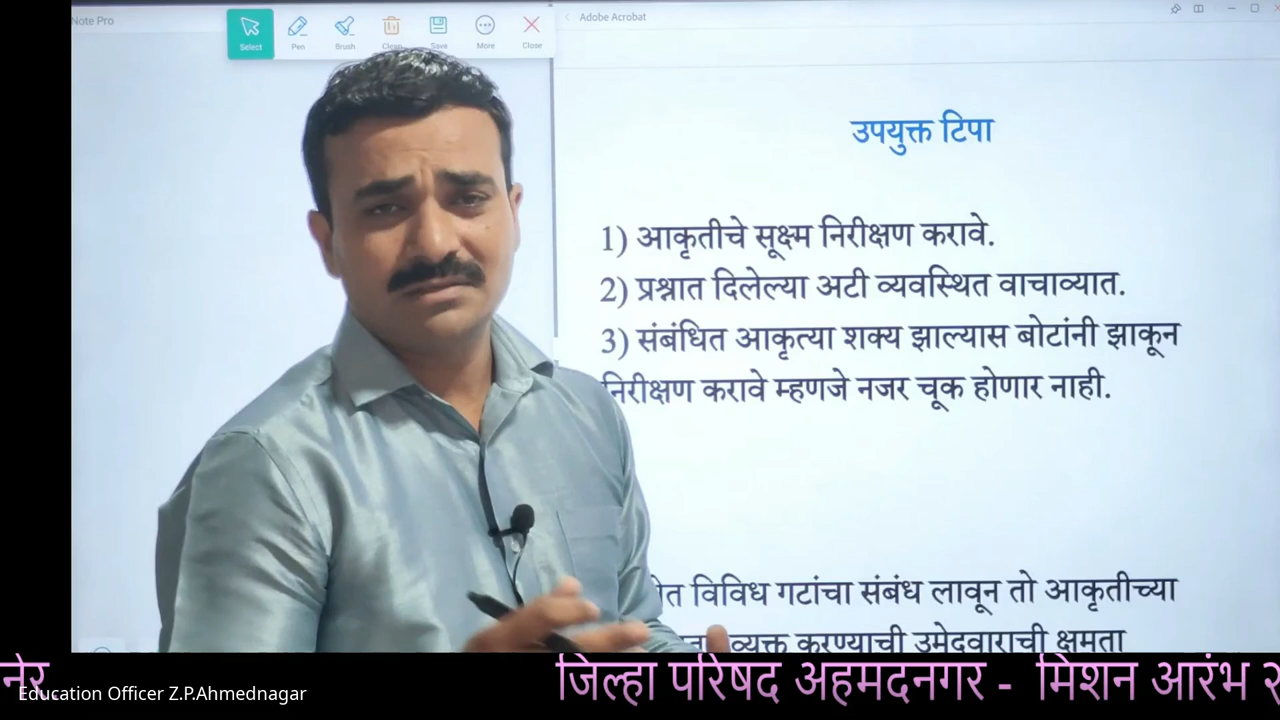 Note Pro
Select
Pen
Brush
Clean
Save
More
Close
Adobe Acrobat
उपयुक्त टिपा
1) आकृतीचे सूक्ष्म निरीक्षण करावे.
2) प्रश्नात दिलेल्या अटी व्यवस्थित वाचाव्यात.
3) संबंधित आकृत्या शक्य झाल्यास बोटांनी झाकून
निरीक्षण करावे म्हणजे नजर चूक होणार नाही.
विविध गटांचा संबंध लावून तो आकृतीच्या
व्यक्त करण्याची उमेदवाराची क्षमता
नेर
जिल्हा परिषद अहमदनगर - मिशन आरंभ २
Education Officer Z.P.Ahmednagar